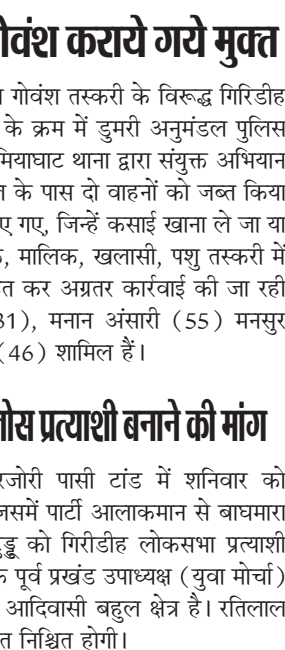 गोवंश कराये गये मुक्त
गोवंश तस्करी के विरूद्ध गिरिडीह
के क्रम में डुमरी अनुमंडल पुलिस
मियाघाट थाना द्वारा संयुक्त अभियान
के पास दो वाहनों को जब्त किया
ए गए, जिन्हें कसाई खाना ले जा या
मालिक, खलासी, पशु तस्करी में
त कर अग्रतर कार्रवाई की जा रही
31), मनान अंसारी (55) मनसुर
(46) शामिल हैं।
तोस प्रत्याशी बनाने की मांग
रजोरी पासी टांड में शनिवार को
जसमें पार्टी आलाकमान से बाघमारा
को गिरीडीह लोकसभा प्रत्याशी
पूर्व प्रखंड उपाध्यक्ष (युवा मोर्चा)
आदिवासी बहुल क्षेत्र है। रतिलाल
त निश्चित होगी।